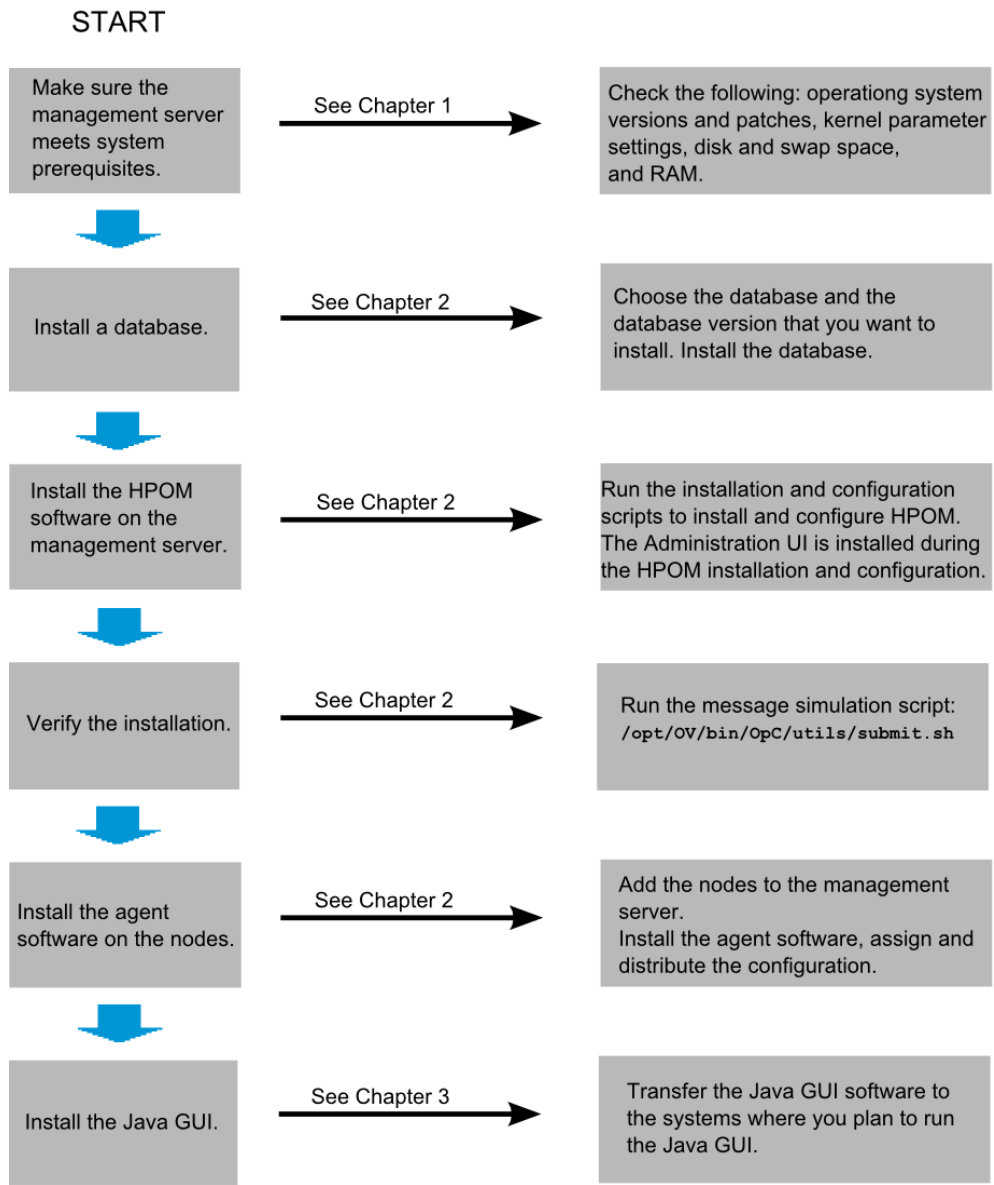 START
Make sure the
management server
meets system
prerequisites.
See Chapter 1
Check the following: operationg system
versions and patches, kernel parameter
settings, disk and swap space,
and RAM.
Install a database.
See Chapter 2
Choose the database and the
database version that you want to
install. Install the database.
Install the HPOM
software on the
management server.
See Chapter 2
Run the installation and configuration
scripts to install and configure HPOM.
The Administration UI is installed during
the HPOM installation and configuration.
Verify the installation.
See Chapter 2
Run the message simulation script:
/opt/OV/bin/OpC/utils/submit.sh
Install the agent
software on the nodes.
See Chapter 2
Add the nodes to the management
server.
Install the agent software, assign and
distribute the configuration.
Install the Java GUI.
See Chapter 3
Transfer the Java GUI software to
the systems where you plan to run
the Java GUI.